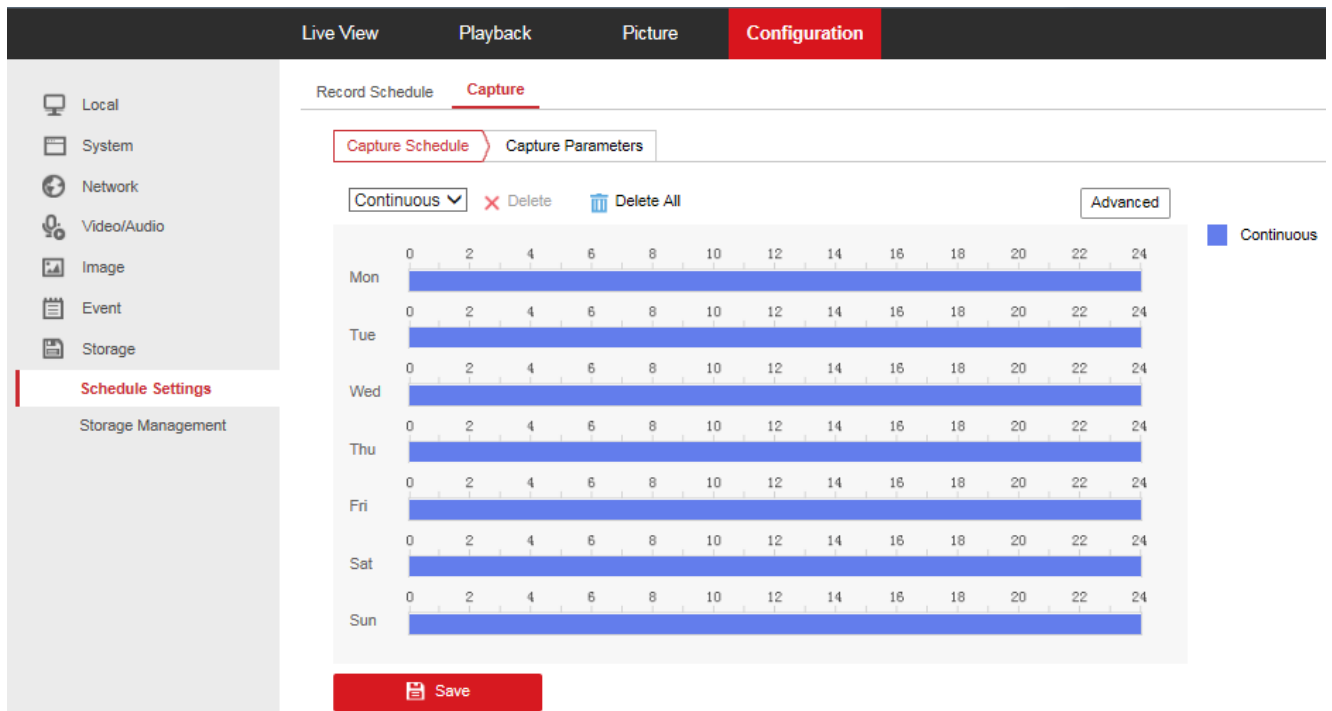 Live View Playback Picture Configuration
Local
System
Network
Video/Audio
Image
Event
Storage
Schedule Settings
Storage Management
Record Schedule Capture
Capture Schedule Capture Parameters
Continuous Delete Delete All Advanced
Continuous
0 2 4 6 8 10 12 14 16 18 20 22 24
Mon
0 2 4 6 8 10 12 14 16 18 20 22 24
Tue
0 2 4 6 8 10 12 14 16 18 20 22 24
Wed
0 2 4 6 8 10 12 14 16 18 20 22 24
Thu
0 2 4 6 8 10 12 14 16 18 20 22 24
Fri
0 2 4 6 8 10 12 14 16 18 20 22 24
Sat
0 2 4 6 8 10 12 14 16 18 20 22 24
Sun
Save